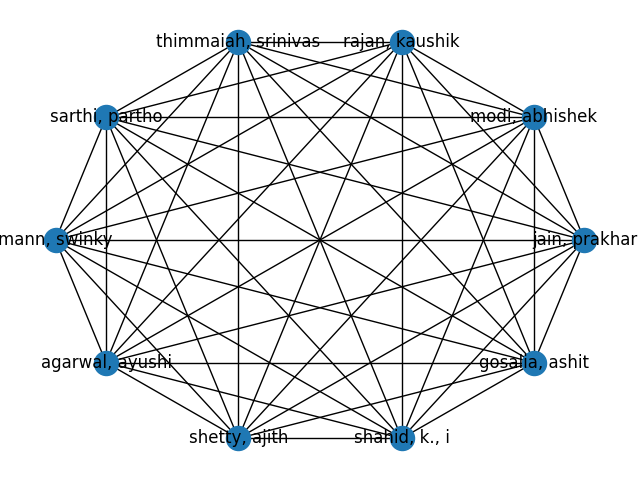 thimmaiah, srinivas
rajan, kaushik
sarthi, partho
modi, abhishek
mann, swinky
jain, prakhar
agarwal, ayushi
gosalia, ashit
shetty, ajith
shahid, k., i